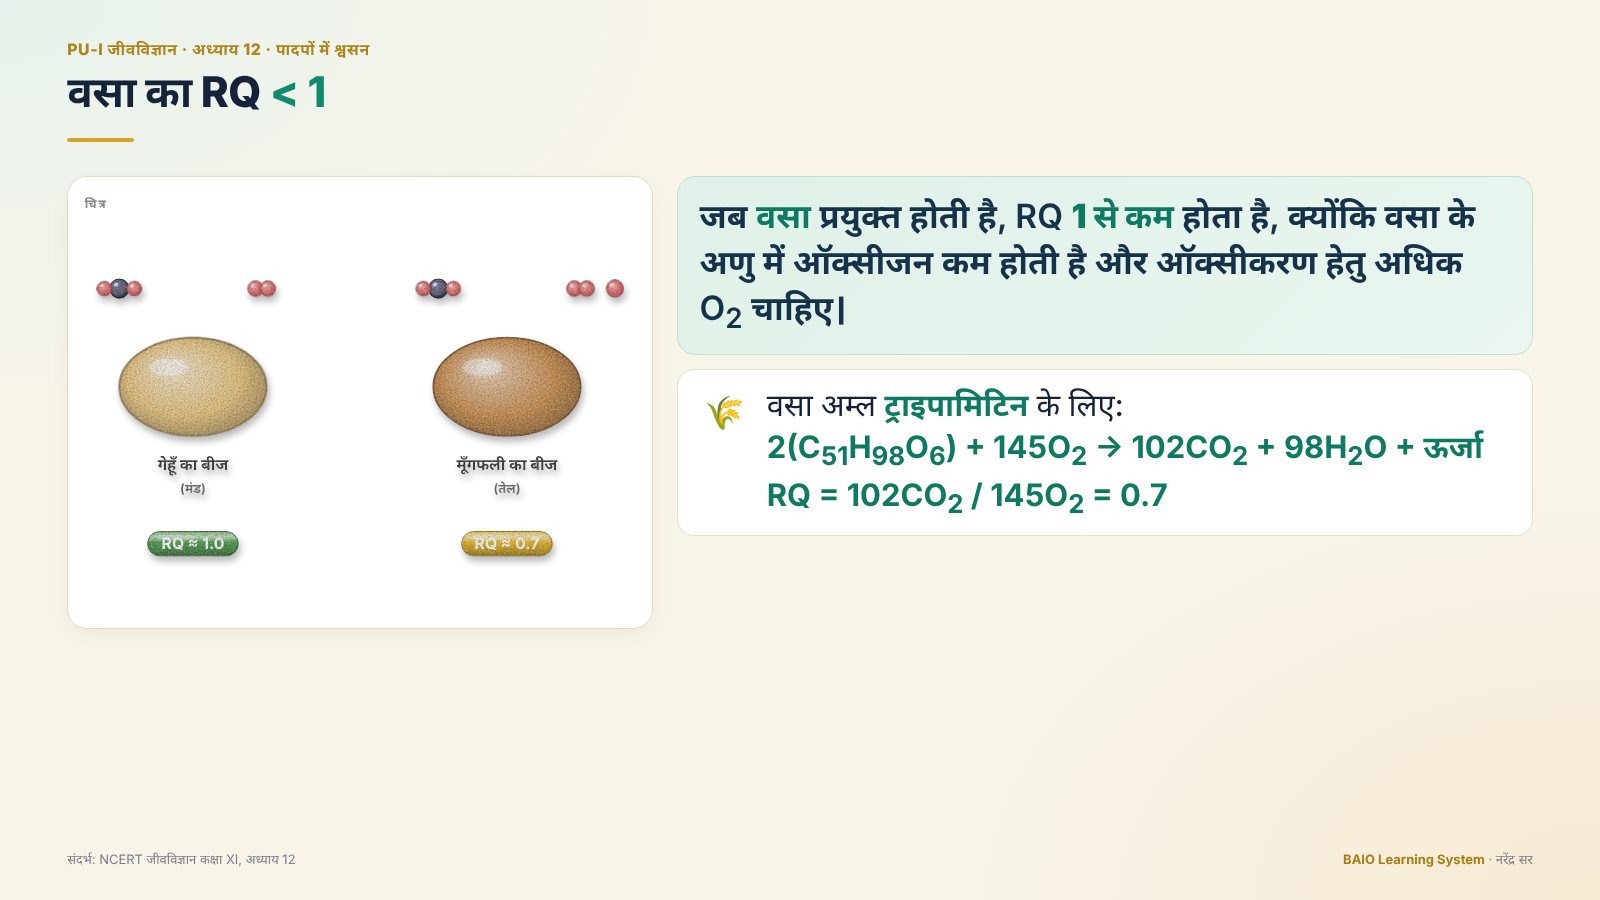 PU-I जीवविज्ञान · अध्याय 12 · पादपों में श्वसन
वसा का RQ < 1
चित्र
गेहूँ का बीज
(मंड)
RQ ≈ 1.0
मूँगफली का बीज
(तेल)
RQ ≈ 0.7
जब वसा प्रयुक्त होती है, RQ 1 से कम होता है, क्योंकि वसा के
अणु में ऑक्सीजन कम होती है और ऑक्सीकरण हेतु अधिक
O₂ चाहिए|
वसा अम्ल ट्राइपामिटिन के लिए:
2(C₅₁H₉₈O₆) + 145O₂ → 102CO₂ + 98H₂O + ऊर्जा
RQ = 102CO₂ / 145O₂ = 0.7
संदर्भ: NCERT जीवविज्ञान कक्षा XI, अध्याय 12
BAIO Learning System · नरेंद्र सर